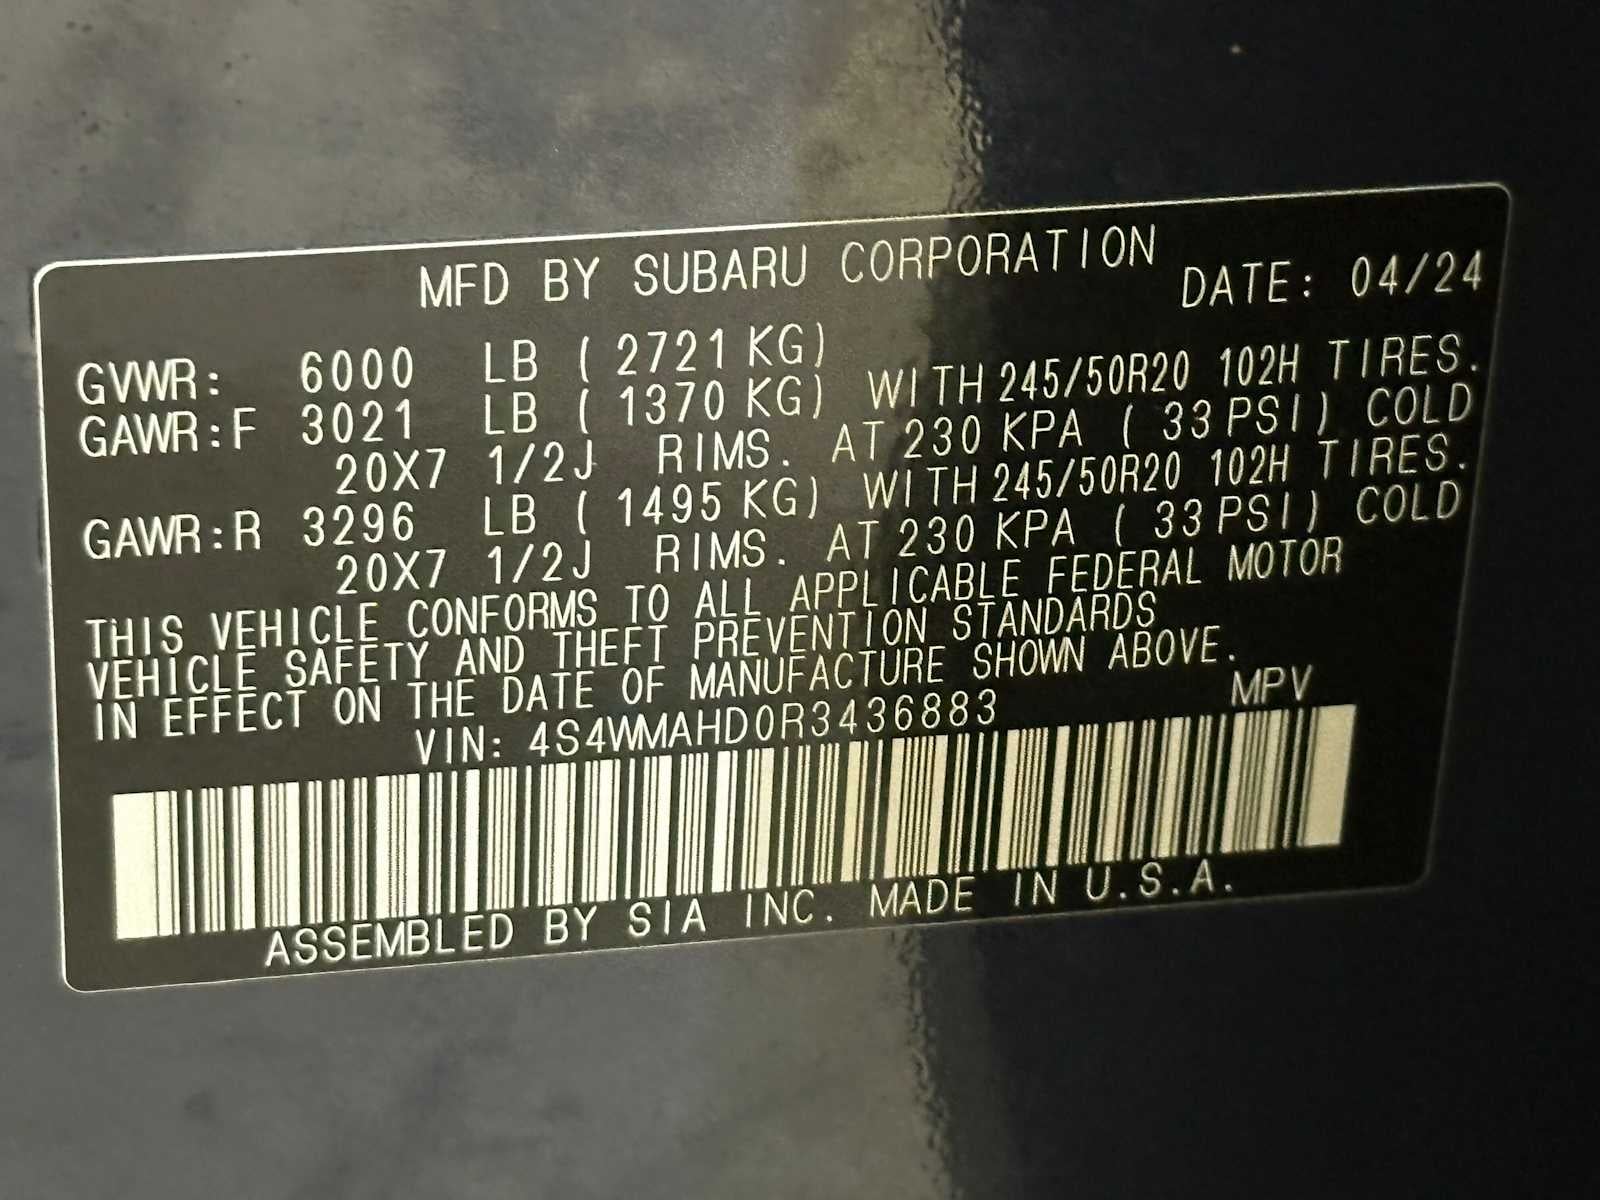 MFD BY SUBARU CORPORATION DATE: 04/24
GVWR: 6000 LB ( 2721 KG)
GAWR:F 3021 LB ( 1370 KG) WITH 245/50R20 102H TIRES.
20X7 1/2J RIMS. AT 230 KPA ( 33 PSI) COLD
GAWR:R 3296 LB ( 1495 KG) WITH 245/50R20 102H TIRES.
20X7 1/2J RIMS. AT 230 KPA ( 33 PSI) COLD
THIS VEHICLE CONFORMS TO ALL APPLICABLE FEDERAL MOTOR
VEHICLE SAFETY AND THEFT PREVENTION STANDARDS
IN EFFECT ON THE DATE OF MANUFACTURE SHOWN ABOVE.
VIN: 4S4WMAHD0R3436883 MPV
ASSEMBLED BY SIA INC. MADE IN U.S.A.